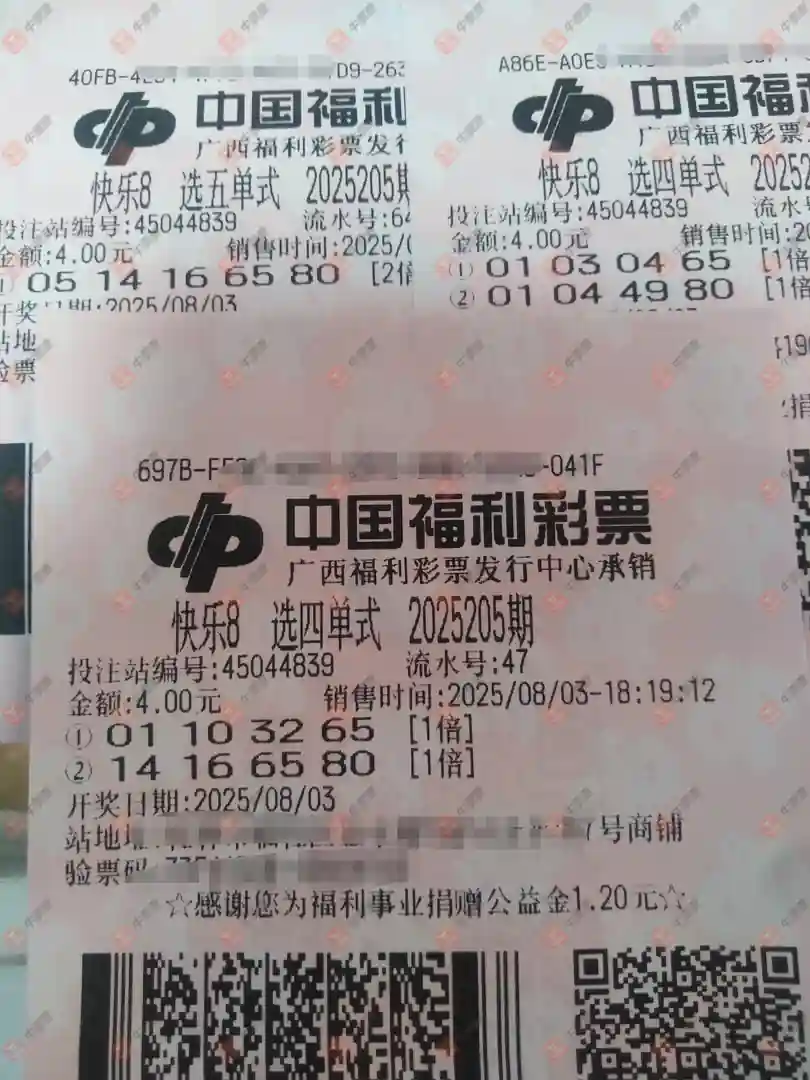 40FB-4
D9-263
中国福利
广西福利彩票发行
快乐8 选五单式 2025205期
投注站编号:45044839 流水号:64
金额:4.00元 销售时间:2025/0
① 05 14 16 65 80 [2倍
开奖日期:2025/08/03
站地
验票
A86E-A0E
中国福利
广西福利彩票
快乐8 选四单式 20252
投注站编号:45044839 流水
金额:4.00元 销售时间:20
① 01 03 04 65 [1倍
② 01 04 49 80 [1倍
697B-F
-041F
中国福利彩票
广西福利彩票发行中心承销
快乐8 选四单式 2025205期
投注站编号:45044839 流水号:47
金额:4.00元 销售时间:2025/08/03-18:19:12
① 01 10 32 65 [1倍]
② 14 16 65 80 [1倍]
开奖日期:2025/08/03
站地 号商铺
验票码
☆感谢您为福利事业捐赠公益金1.20元☆